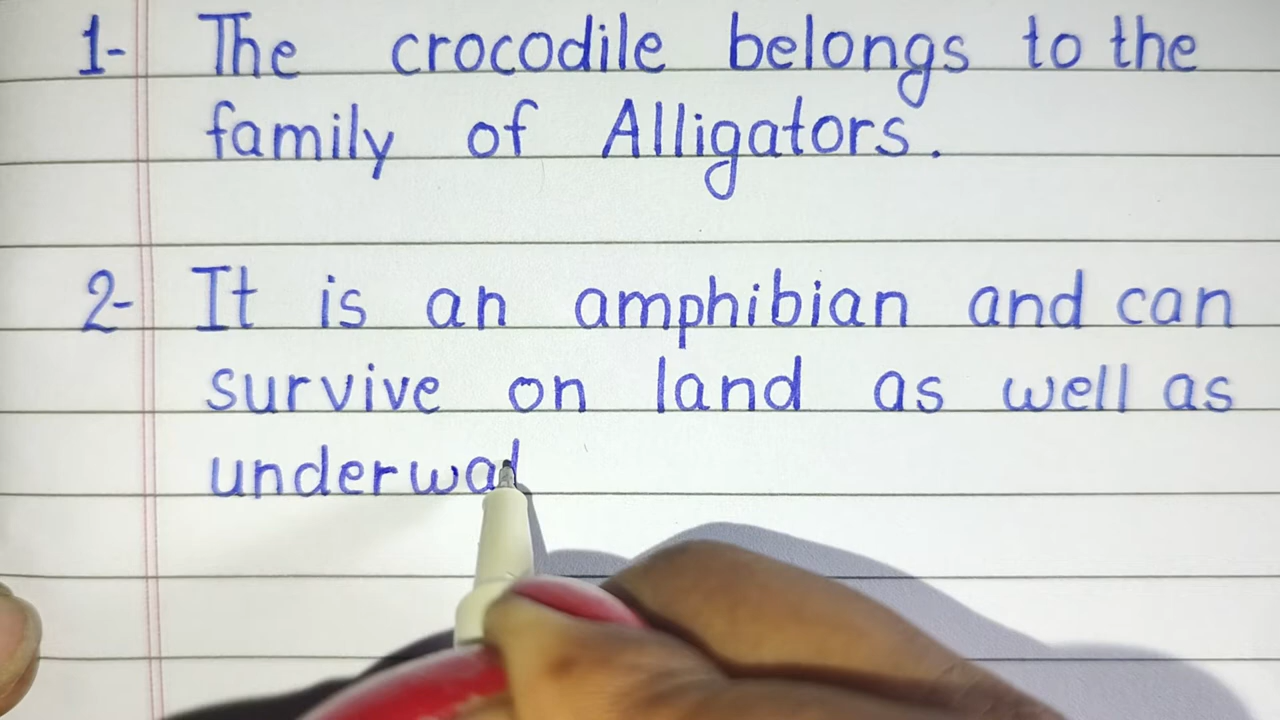 1- The crocodile belongs to the
family of Alligators.
2- It is an amphibian and can
survive on land as well as